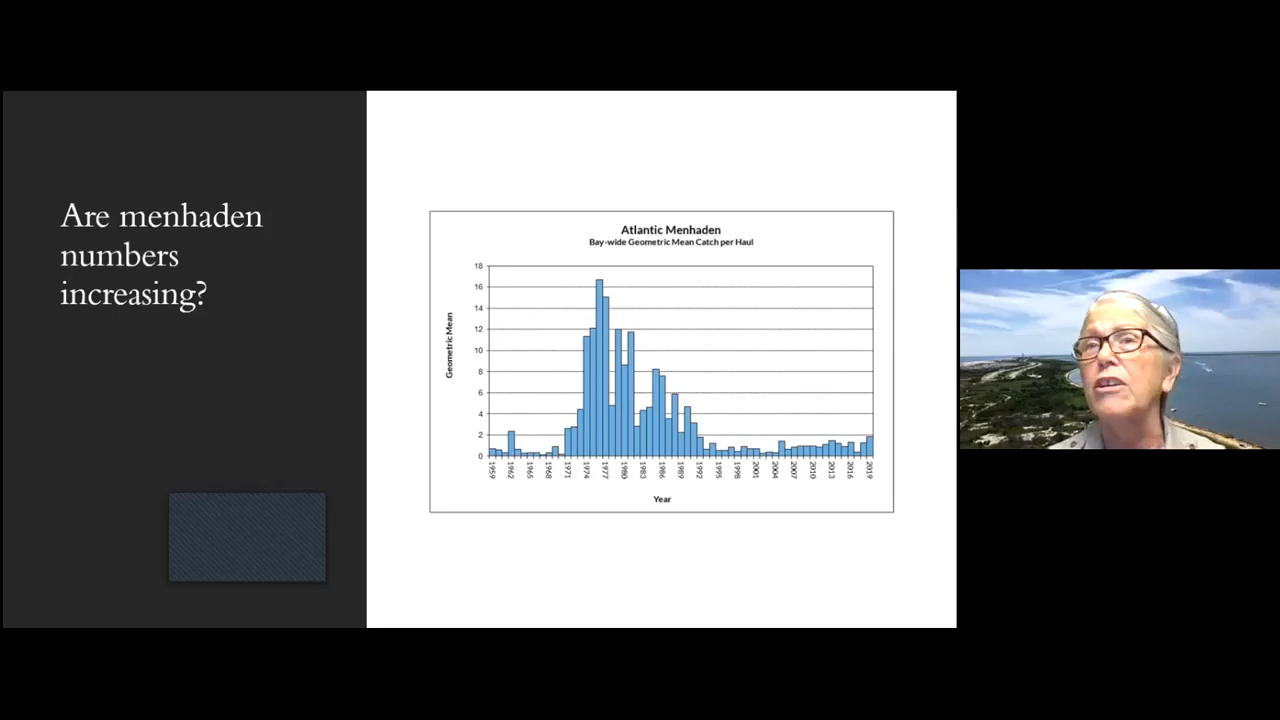 Are menhaden
numbers
increasing?
Atlantic Menhaden
Bay-wide Geometric Mean Catch per Haul
Geometric Mean
18
16
14
12
10
8
6
4
2
0
1959 1962 1965 1968 1971 1974 1977 1980 1983 1986 1989 1992 1995 1998 2001 2004 2007 2010 2013 2016 2019
Year